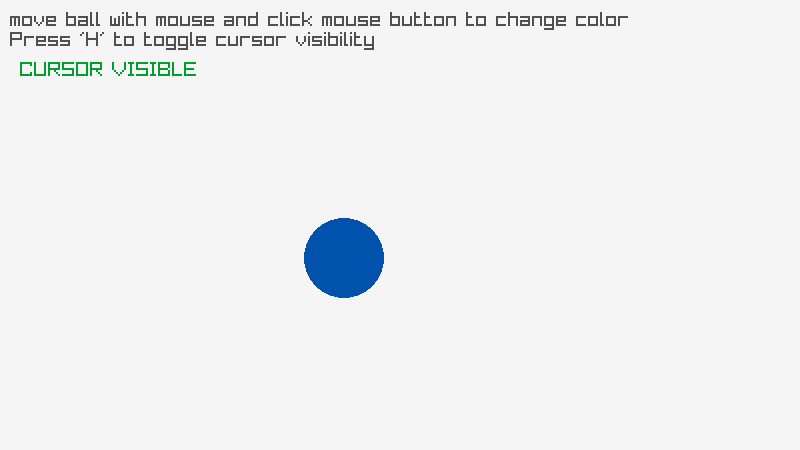 move ball with mouse and click mouse button to change color
Press 'H' to toggle cursor visibility
CURSOR VISIBLE